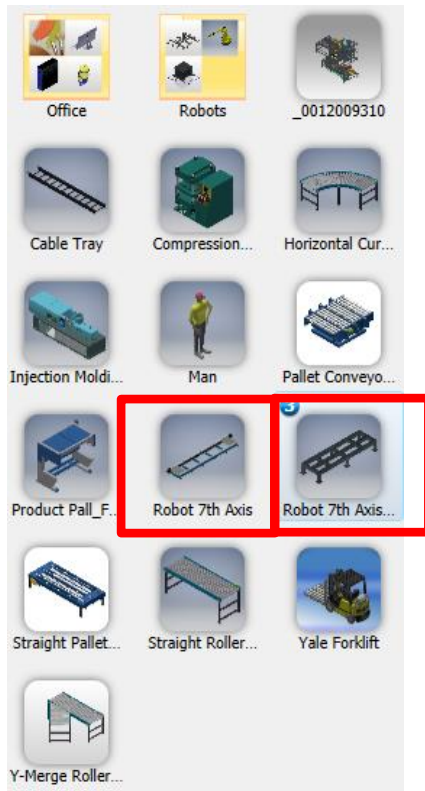 Office
Robots
_0012009310
Cable Tray
Compression...
Horizontal Cur...
Injection Moldi...
Man
Pallet Conveyo...
3
Product Pall_F...
Robot 7th Axis
Robot 7th Axis...
Straight Pallet...
Straight Roller...
Yale Forklift
Y-Merge Roller...